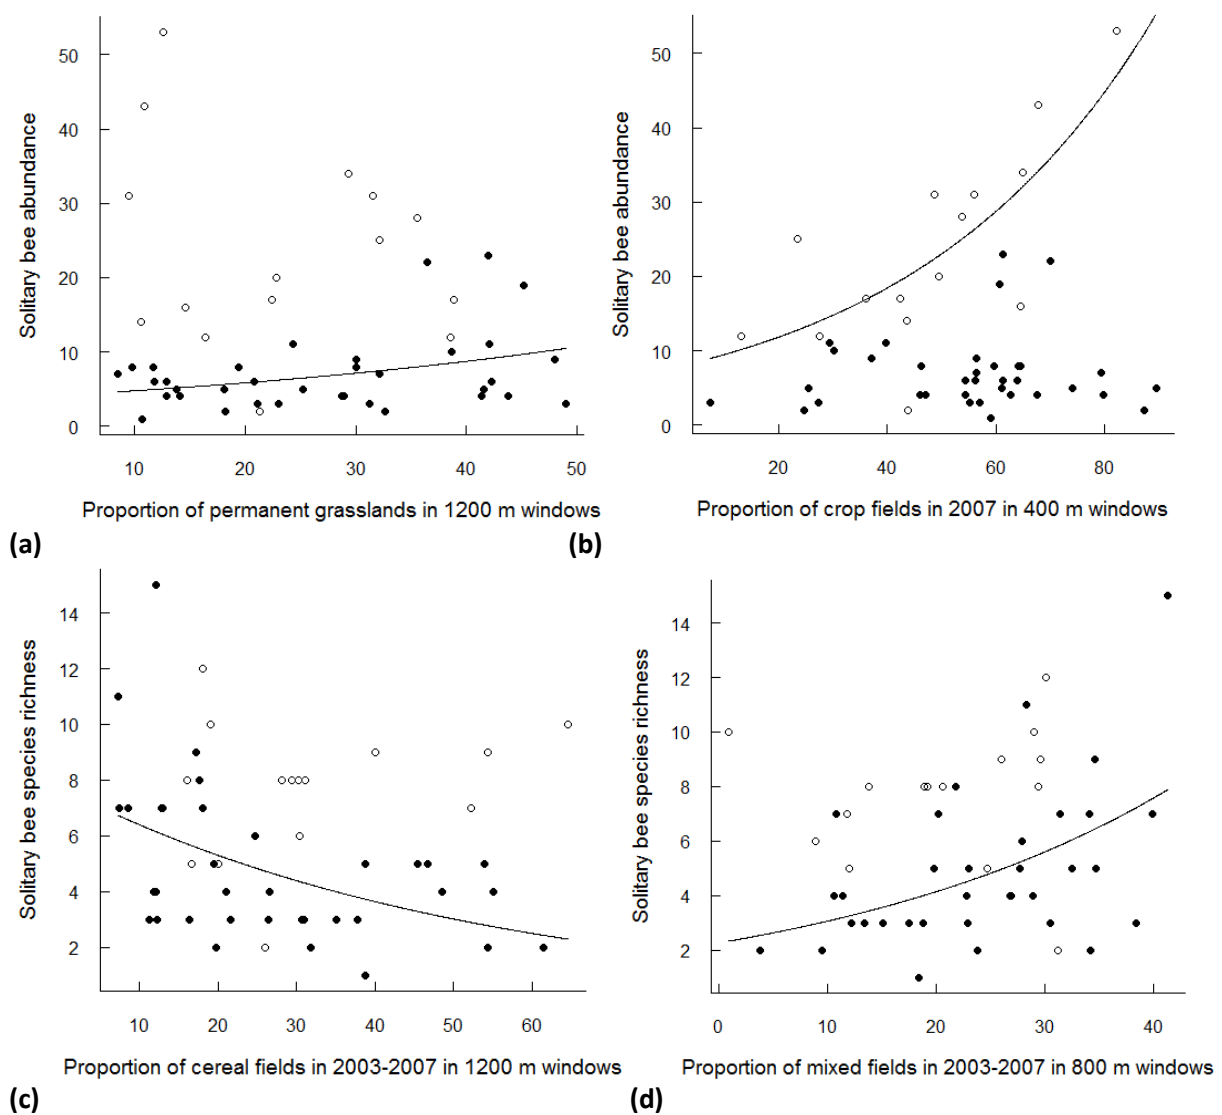 50
40
30
20
10
0
Solitary bee abundance
10 20 30 40 50
Proportion of permanent grasslands in 1200 m windows
(a)
50
40
30
20
10
0
Solitary bee abundance
20 40 60 80
Proportion of crop fields in 2007 in 400 m windows
(b)
14
12
10
8
6
4
2
Solitary bee species richness
10 20 30 40 50 60
Proportion of cereal fields in 2003-2007 in 1200 m windows
(c)
14
12
10
8
6
4
2
Solitary bee species richness
0 10 20 30 40
Proportion of mixed fields in 2003-2007 in 800 m windows
(d)